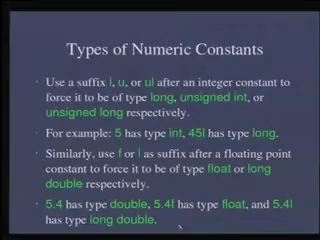 Types of Numeric Constants
· Use a suffix l, u, or ul after an integer constant to
force it to be of type long, unsigned int, or
unsigned long respectively.
· For example: 5 has type int, 45l has type long.
· Similarly, use f or l as suffix after a floating point
constant to force it to be of type float or long
double respectively.
· 5.4 has type double, 5.4f has type float, and 5.4l
has type long double.